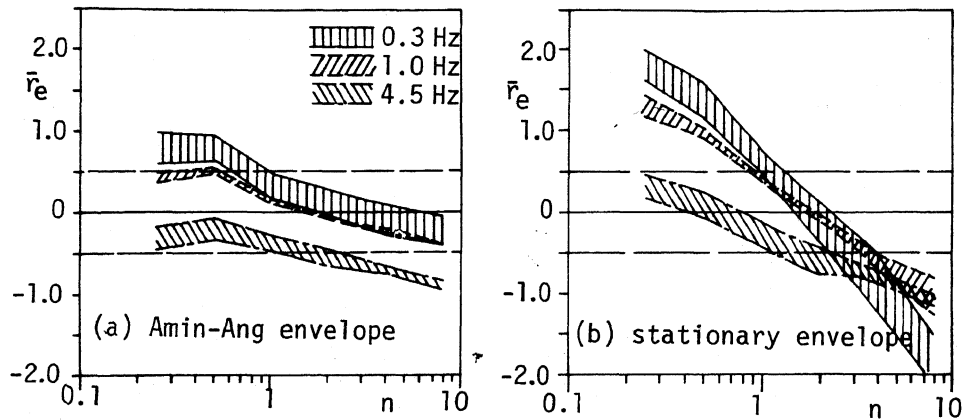 2.0
r̄e
1.0
0
-1.0
-2.0
0.3 Hz
1.0 Hz
4.5 Hz
(a) Amin-Ang envelope
0.1
1
n
10
2.0
r̄e
1.0
0
-1.0
-2.0
(b) stationary envelope
0.1
1
n
10